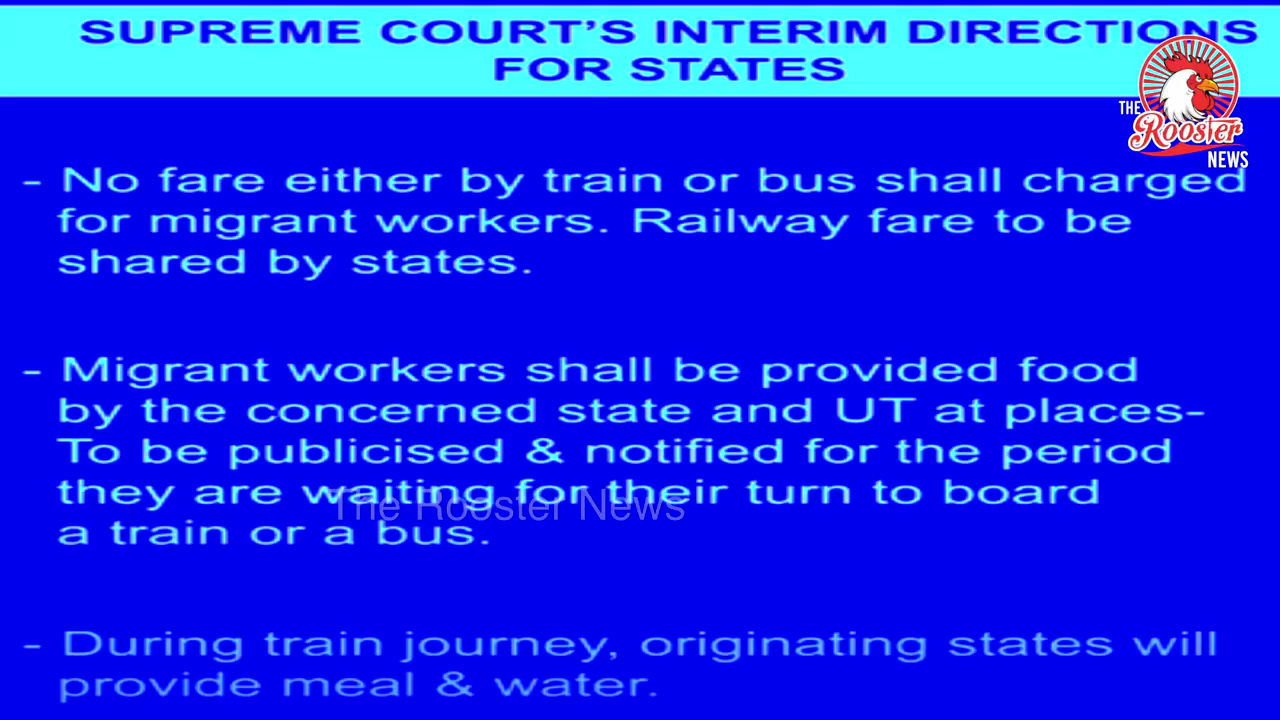 SUPREME COURT'S INTERIM DIRECTIONS
FOR STATES
THE
Rooster
NEWS
- No fare either by train or bus shall charged
for migrant workers. Railway fare to be
shared by states.
- Migrant workers shall be provided food
by the concerned state and UT at places-
To be publicised & notified for the period
they are waiting for their turn to board
The Rooster News
a train or a bus.
- During train journey, originating states will
provide meal & water.